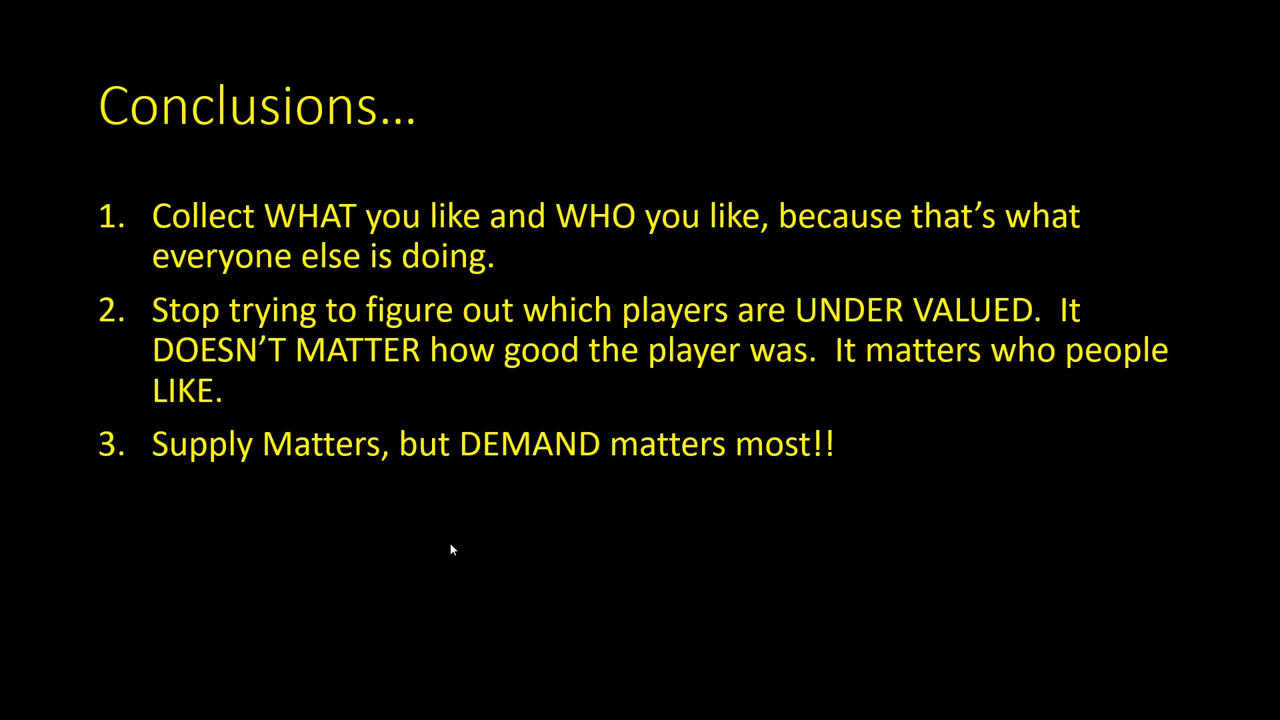 Conclusions...
1. Collect WHAT you like and WHO you like, because that’s what
everyone else is doing.
2. Stop trying to figure out which players are UNDER VALUED.  It
DOESN’T MATTER how good the player was.  It matters who people
LIKE.
3. Supply Matters, but DEMAND matters most!!